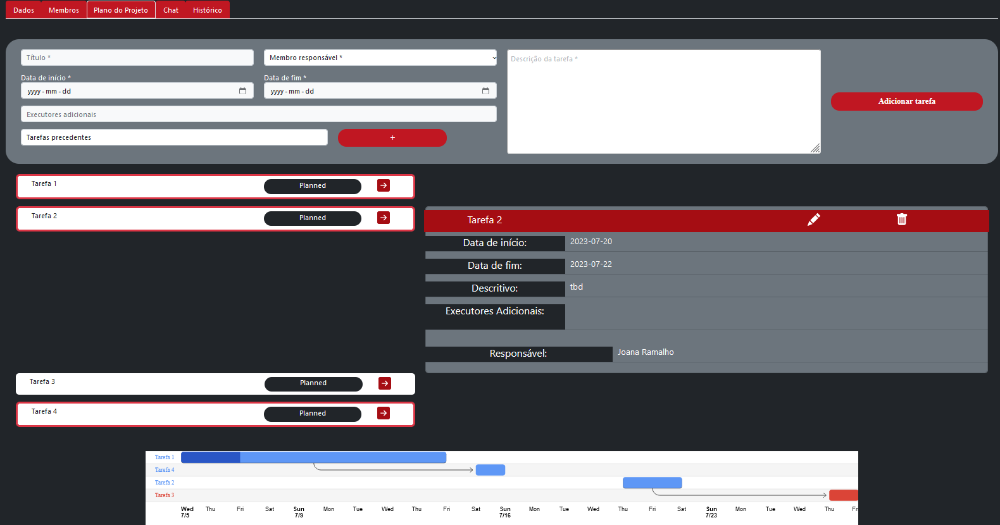 Dados Membros Plano do Projeto Chat Histórico
Título *
Membro responsável *
Descrição da tarefa *
Data de início *
Data de fim *
yyyy - mm - dd
yyyy - mm - dd
Adicionar tarefa
Executores adicionais
Tarefas precedentes
+
Tarefa 1 Planned
Tarefa 2 Planned
Tarefa 2
Data de início: 2023-07-20
Data de fim: 2023-07-22
Descritivo: tbd
Executores Adicionais:
Responsável: Joana Ramalho
Tarefa 3 Planned
Tarefa 4 Planned
Tarefa 1
Tarefa 4
Tarefa 2
Tarefa 3
Wed Thu Fri Sat Sun Mon Tue Wed Thu Fri Sat Sun Mon Tue Wed Thu Fri Sat Sun Mon Tue Wed Thu
7/5 7/9 7/16 7/23